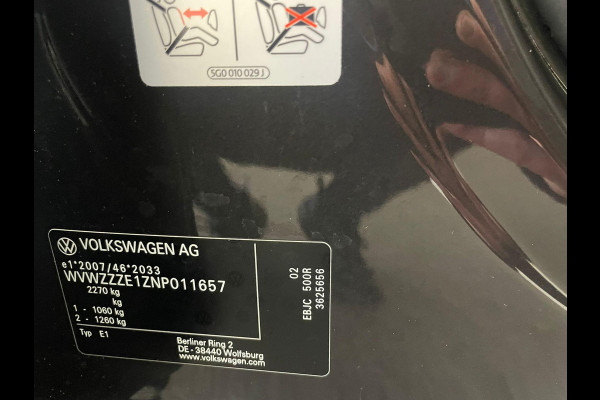 5G0 010 029 J
VOLKSWAGEN AG
e1*2007/46*2033
WVWZZZE1ZNP011657
2270 kg
kg
1 - 1060 kg
2 - 1260 kg
Typ E1
Berliner Ring 2
DE - 38440 Wolfsburg
www.volkswagen.com
02
EBJC 500R
3625656